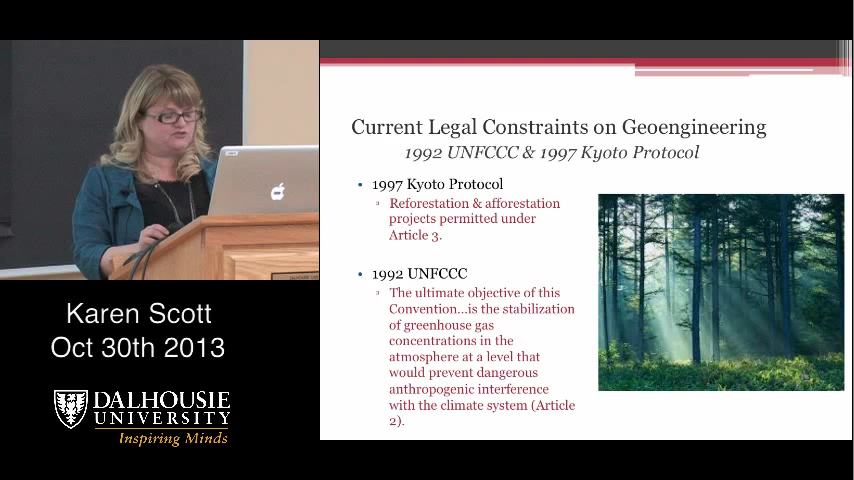 Current Legal Constraints on Geoengineering
1992 UNFCCC & 1997 Kyoto Protocol
• 1997 Kyoto Protocol
▫ Reforestation & afforestation
projects permitted under
Article 3.
• 1992 UNFCCC
▫ The ultimate objective of this
Convention...is the stabilization
of greenhouse gas
concentrations in the
atmosphere at a level that
would prevent dangerous
anthropogenic interference
with the climate system (Article
2).
Karen Scott
Oct 30th 2013
DALHOUSIE
UNIVERSITY
Inspiring Minds